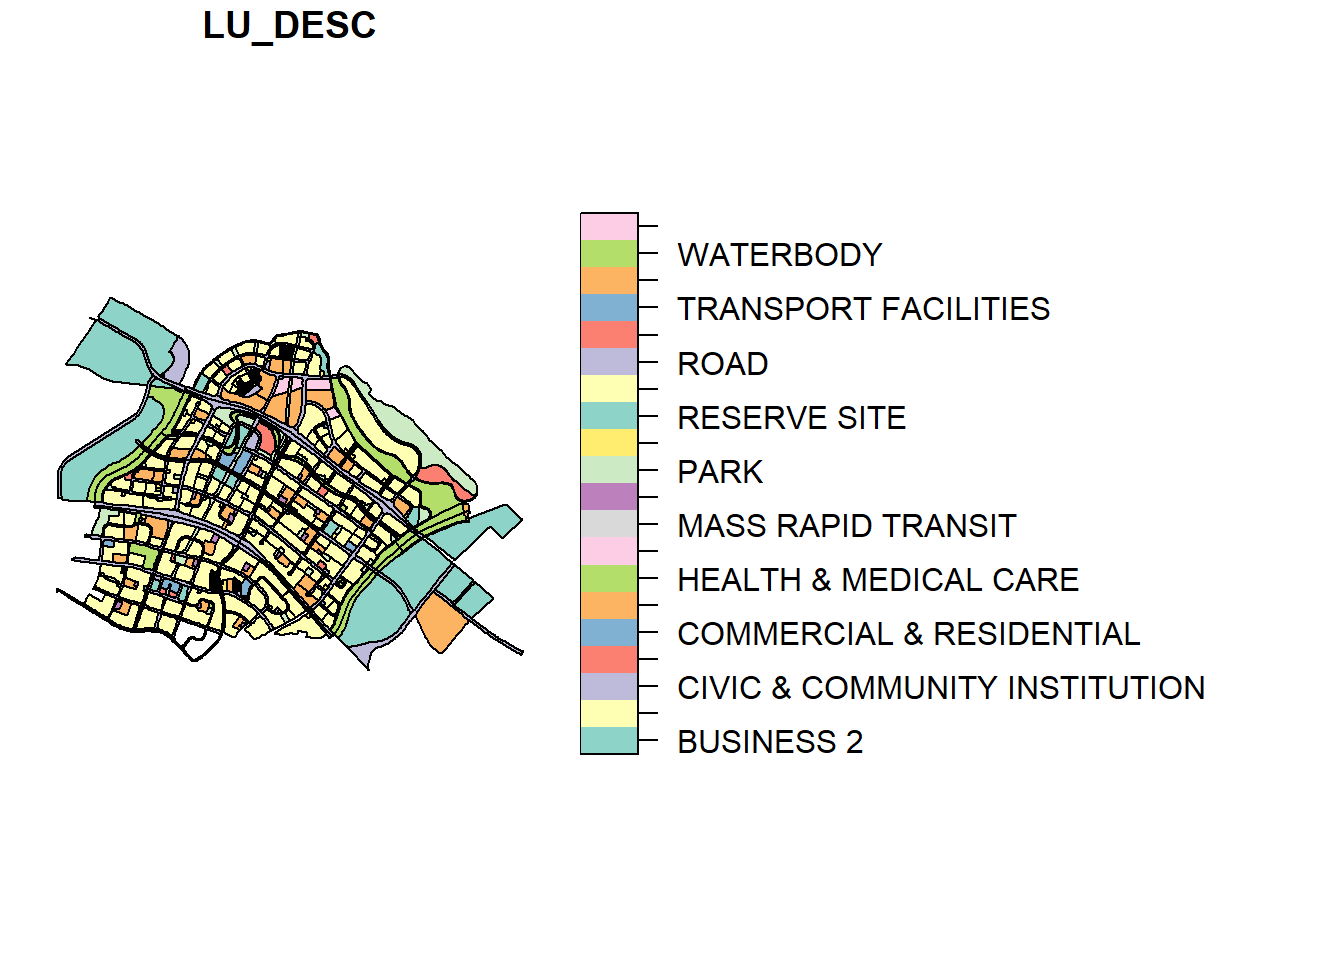 LU_DESC
WATERBODY
TRANSPORT FACILITIES
ROAD
RESERVE SITE
PARK
MASS RAPID TRANSIT
HEALTH & MEDICAL CARE
COMMERCIAL & RESIDENTIAL
CIVIC & COMMUNITY INSTITUTION
BUSINESS 2